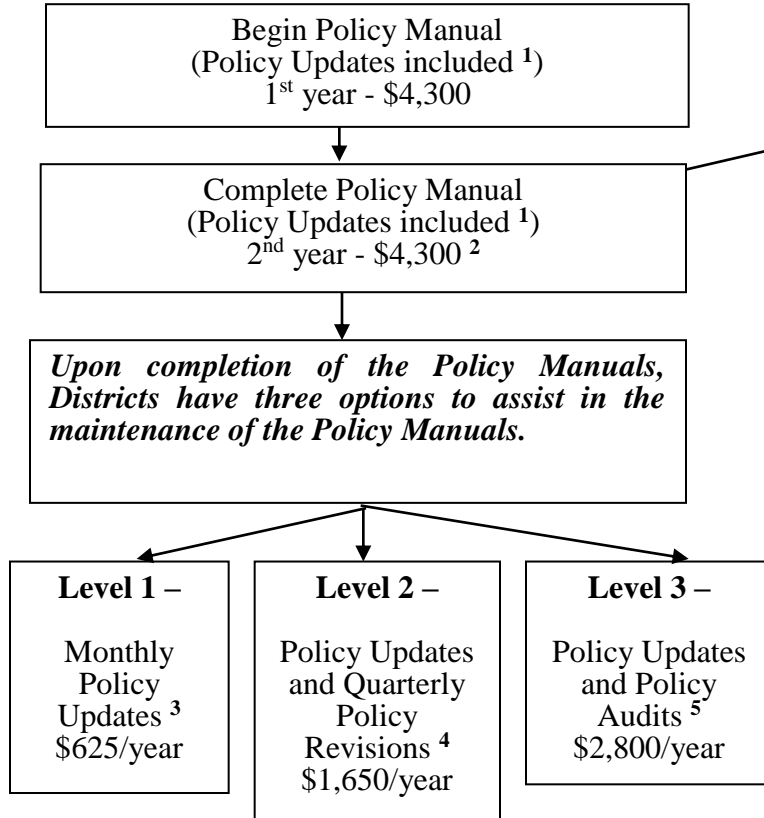 Begin Policy Manual
(Policy Updates included ¹)
1st year - $4,300
Complete Policy Manual
(Policy Updates included ¹)
2nd year - $4,300 ²
Upon completion of the Policy Manuals,
Districts have three options to assist in the
maintenance of the Policy Manuals.
Level 1 –
Monthly
Policy
Updates ³
$625/year
Level 2 –
Policy Updates
and Quarterly
Policy
Revisions ⁴
$1,650/year
Level 3 –
Policy Updates
and Policy
Audits ⁵
$2,800/year